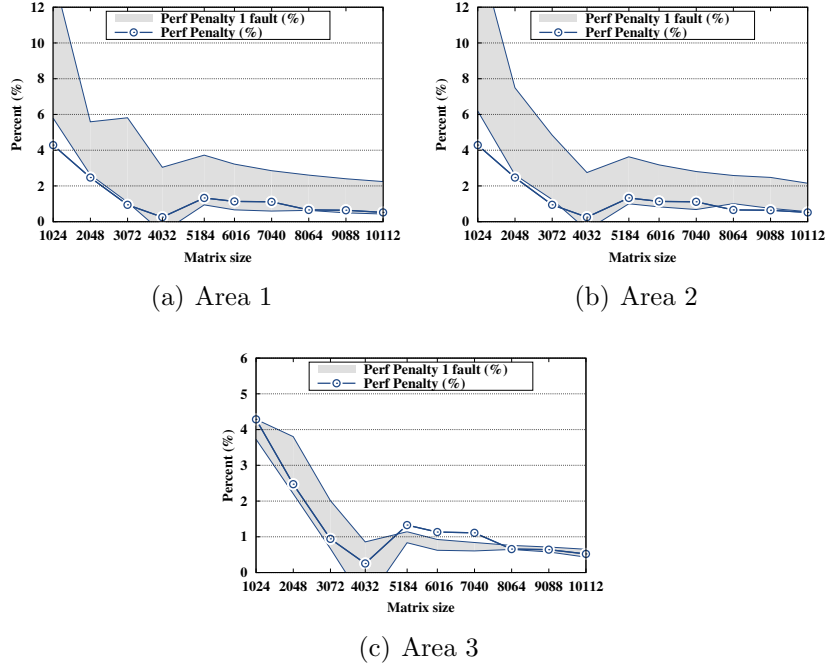 12
10
8
6
4
2
0
Percent (%)
Perf Penalty 1 fault (%)
Perf Penalty (%)
1024 2048 3072 4032 5184 6016 7040 8064 9088 10112
Matrix size
(a) Area 1
12
10
8
6
4
2
0
Percent (%)
Perf Penalty 1 fault (%)
Perf Penalty (%)
1024 2048 3072 4032 5184 6016 7040 8064 9088 10112
Matrix size
(b) Area 2
6
5
4
3
2
1
0
Percent (%)
Perf Penalty 1 fault (%)
Perf Penalty (%)
1024 2048 3072 4032 5184 6016 7040 8064 9088 10112
Matrix size
(c) Area 3